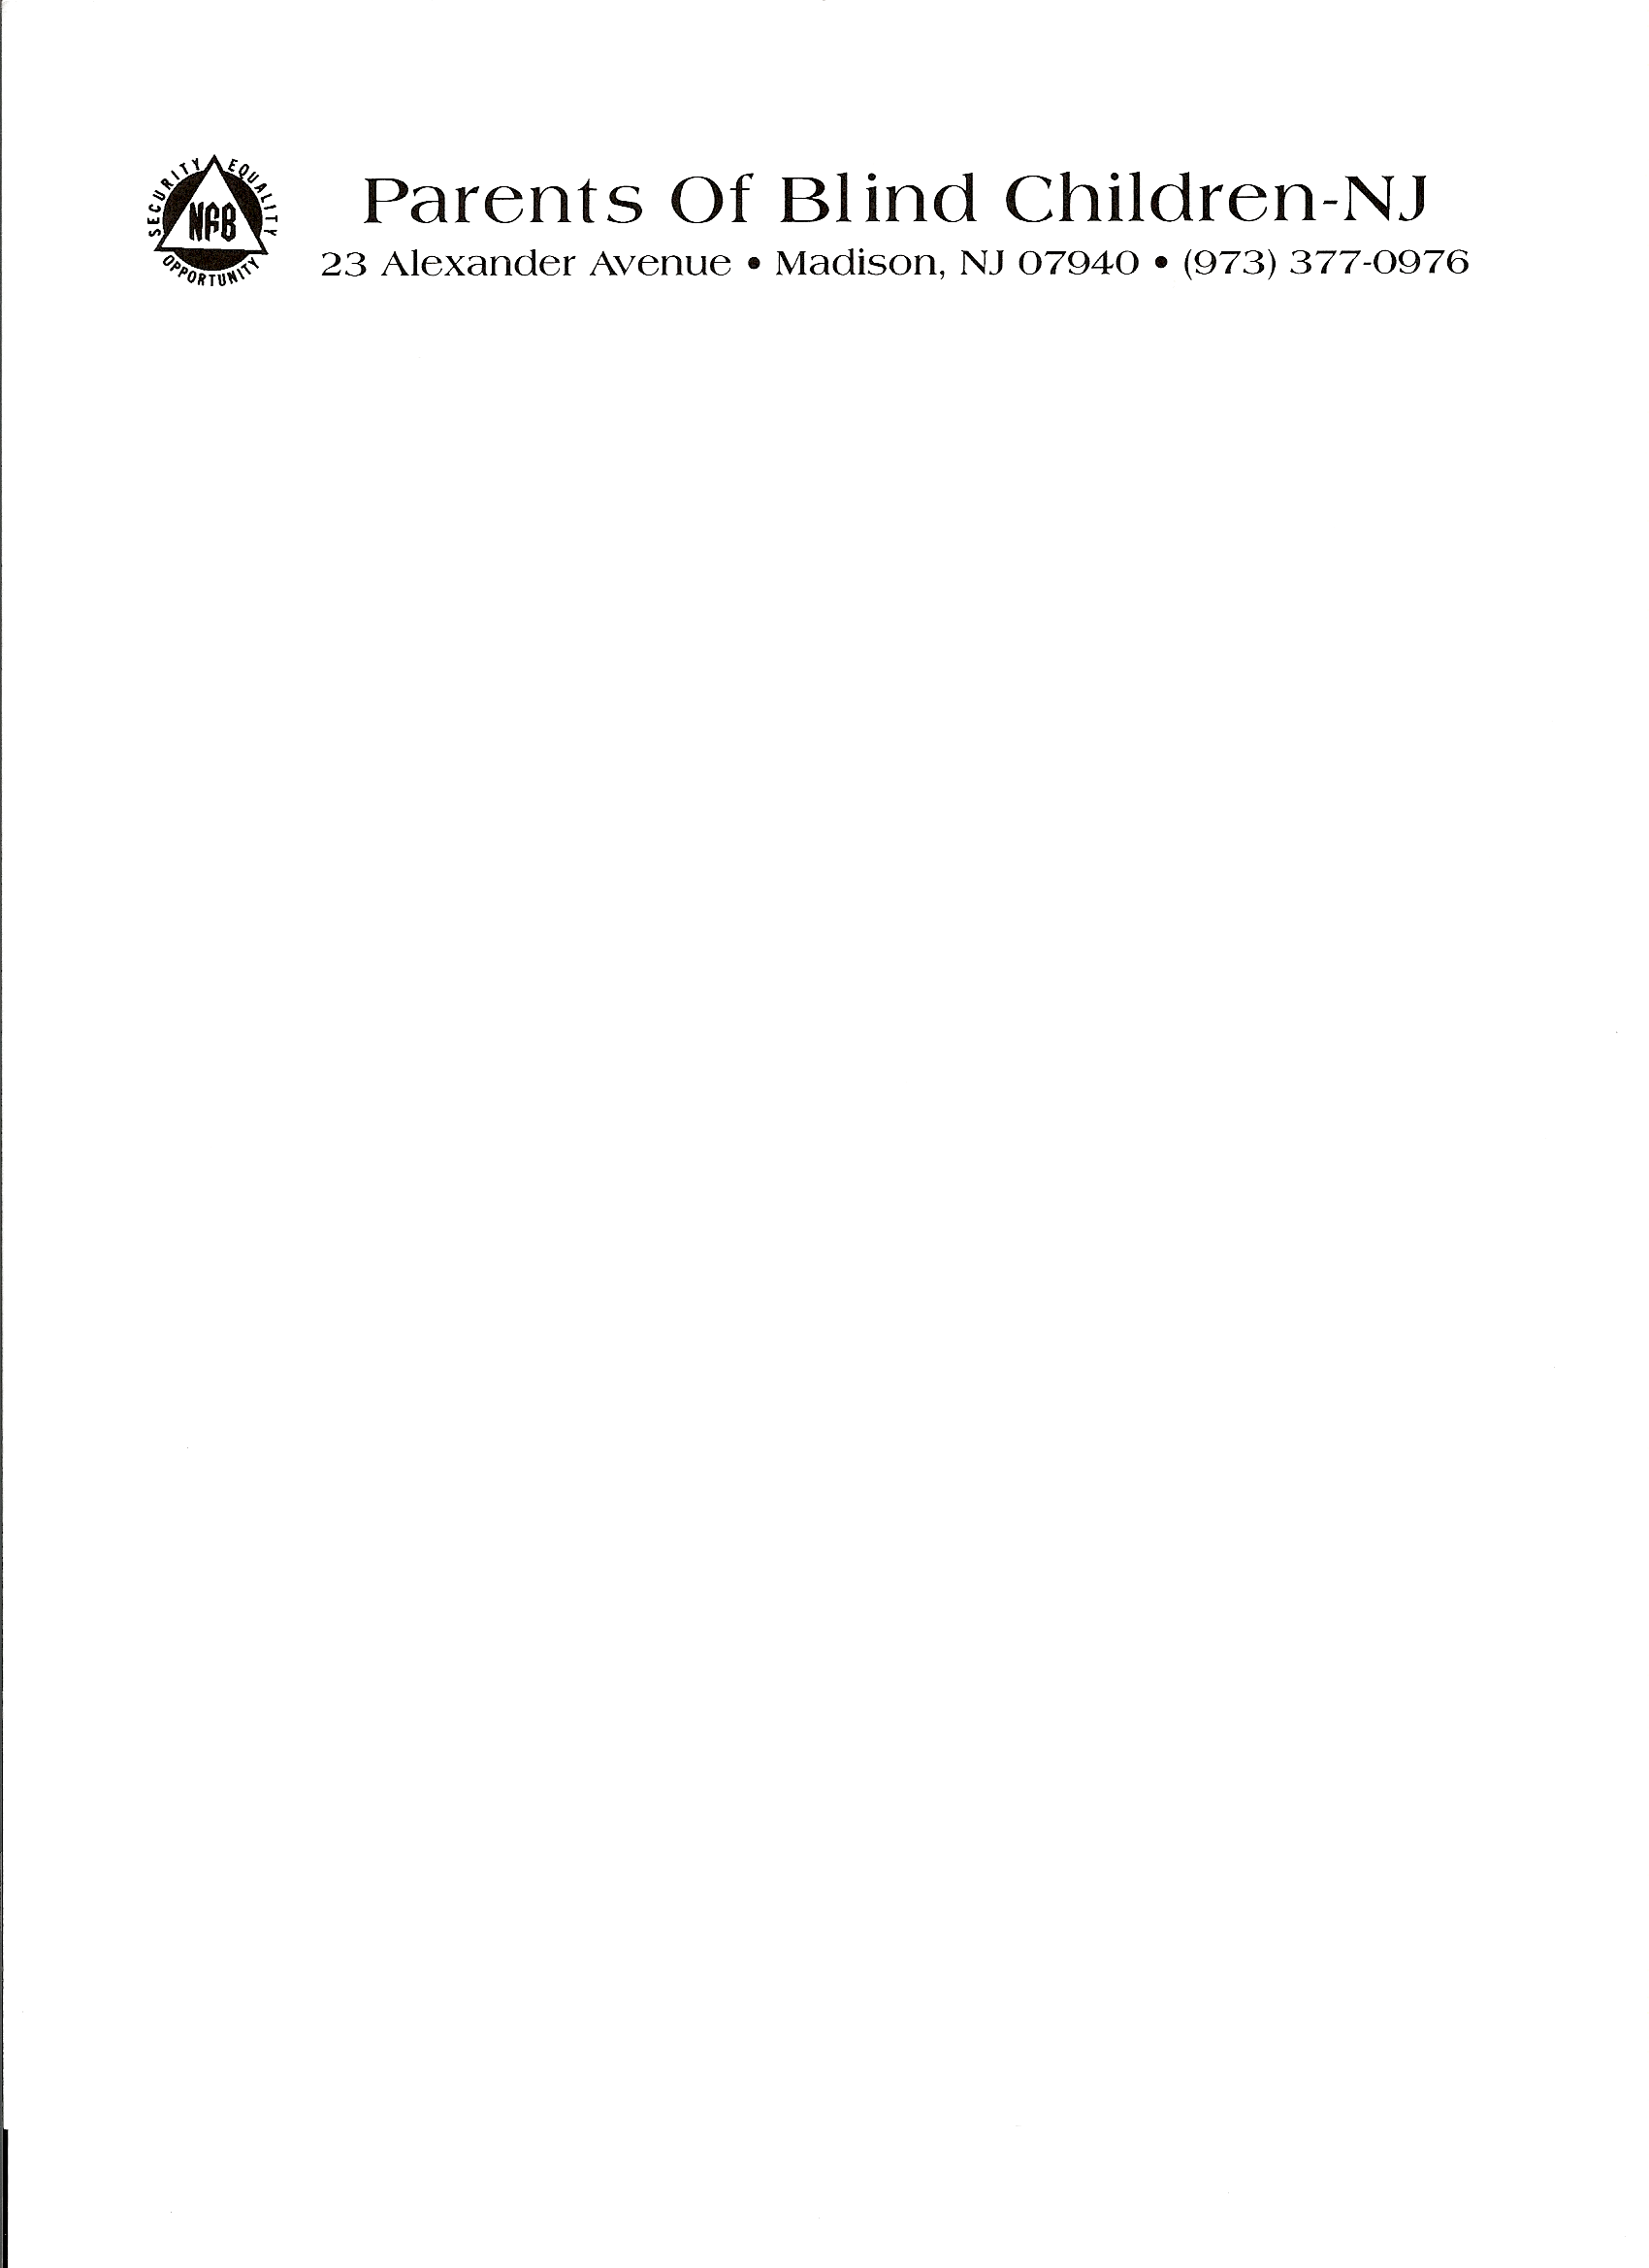 SECURITY EQUALITY
NFB
OPPORTUNITY
Parents Of Blind Children-NJ
23 Alexander Avenue • Madison, NJ 07940 • (973) 377-0976